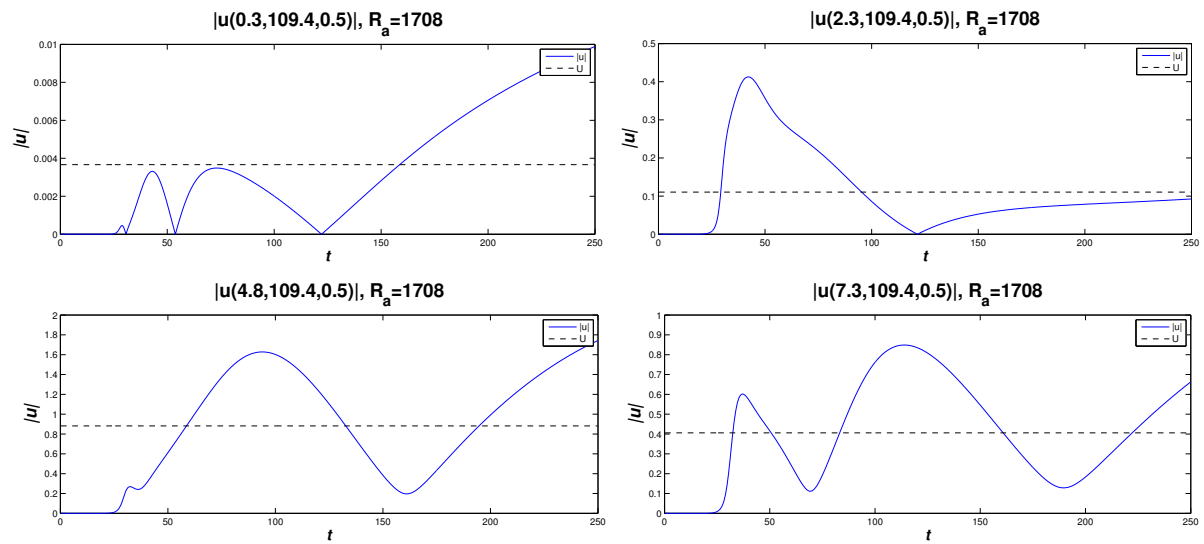 |u(0.3,109.4,0.5)|, R_a=1708
0.01
0.008
0.006
0.004
0.002
0
|u|
0 50 100 150 200 250
t
|u|
U
|u(2.3,109.4,0.5)|, R_a=1708
0.5
0.4
0.3
0.2
0.1
0
|u|
0 50 100 150 200 250
t
|u|
U
|u(4.8,109.4,0.5)|, R_a=1708
2
1.8
1.6
1.4
1.2
1
0.8
0.6
0.4
0.2
0
|u|
0 50 100 150 200 250
t
|u|
U
|u(7.3,109.4,0.5)|, R_a=1708
1
0.9
0.8
0.7
0.6
0.5
0.4
0.3
0.2
0.1
0
|u|
0 50 100 150 200 250
t
|u|
U